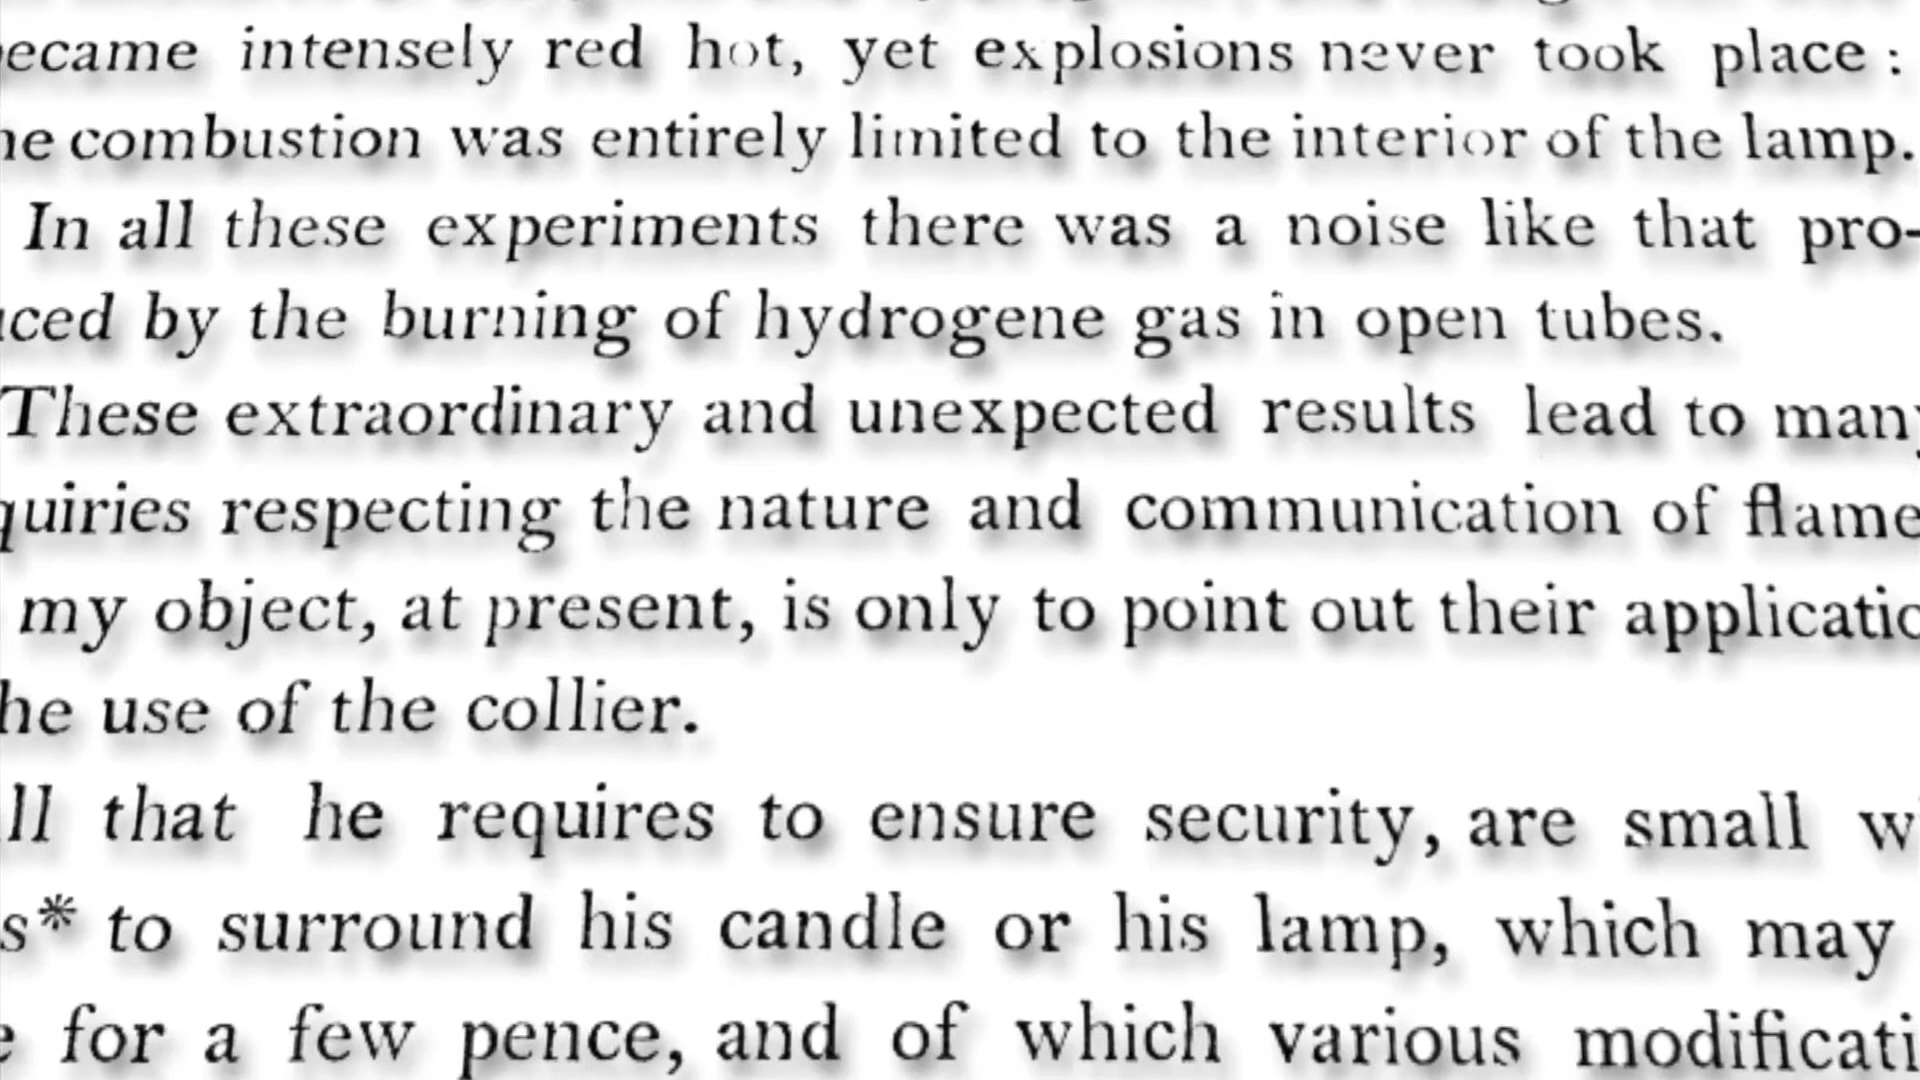 ecame intensely red hot, yet explosions never took place :
he combustion was entirely limited to the interior of the lamp.
In all these experiments there was a noise like that pro-
uced by the burning of hydrogene gas in open tubes.
These extraordinary and unexpected results lead to many
quiries respecting the nature and communication of flame
my object, at present, is only to point out their applicatio
he use of the collier.
ll that he requires to ensure security, are small w
s* to surround his candle or his lamp, which may
e for a few pence, and of which various modificati